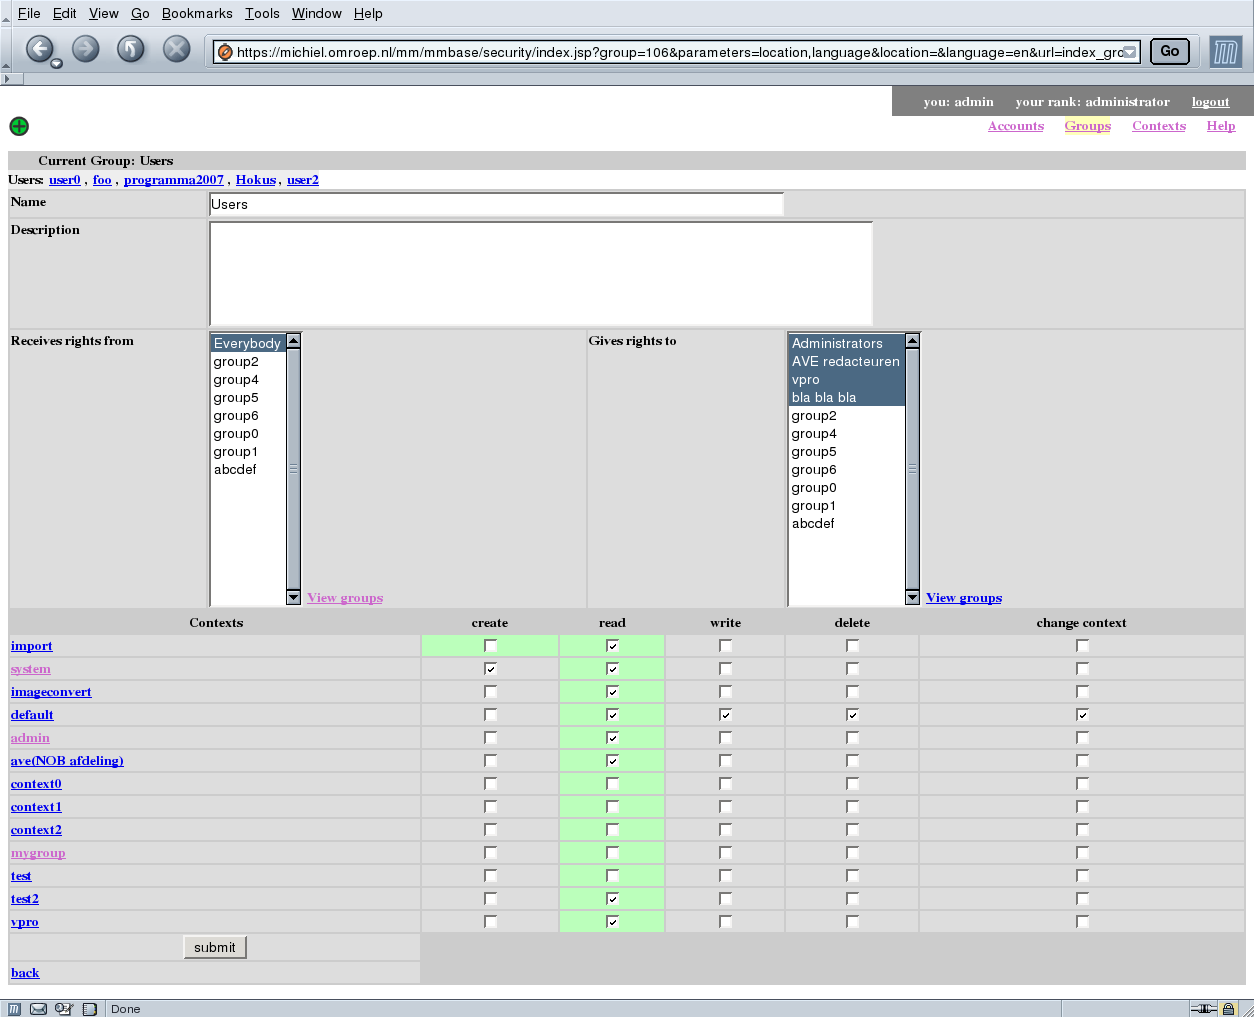 File Edit View Go Bookmarks Tools Window Help
https://michiel.omroep.nl/mm/mmbase/security/index.jsp?group=106&parameters=location,language&location=&language=en&url=index_gro Go
you: admin your rank: administrator logout
Accounts Groups Contexts Help
Current Group: Users
Users: user0 , foo , programma2007 , Hokus , user2
Name Users
Description
Receives rights from
Everybody
group2
group4
group5
group6
group0
group1
abcdef
View groups
Gives rights to
Administrators
AVE redacteuren
vpro
bla bla bla
group2
group4
group5
group6
group0
group1
abcdef
View groups
Contexts create read write delete change context
import
system
imageconvert
default
admin
ave(NOB afdeling)
context0
context1
context2
mygroup
test
test2
vpro
submit
back
Done